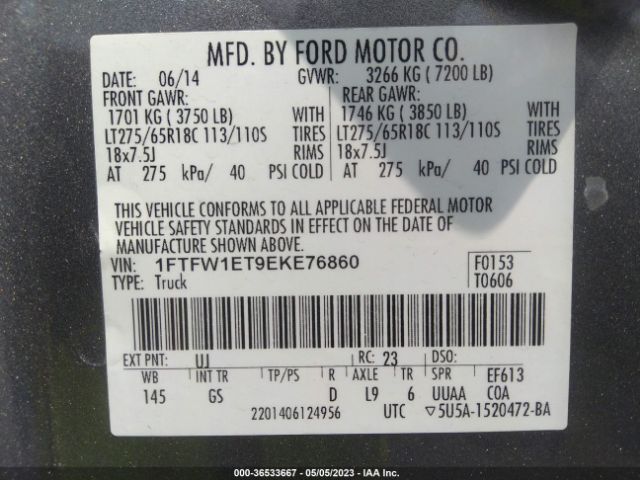 MFD. BY FORD MOTOR CO.
DATE: 06/14 GVWR: 3266 KG ( 7200 LB)
FRONT GAWR: REAR GAWR:
1701 KG ( 3750 LB) WITH 1746 KG ( 3850 LB) WITH
LT275/65R18C 113/110S TIRES LT275/65R18C 113/110S TIRES
18x7.5J RIMS 18x7.5J RIMS
AT 275 kPa/ 40 PSI COLD AT 275 kPa/ 40 PSI COLD
THIS VEHICLE CONFORMS TO ALL APPLICABLE FEDERAL MOTOR
VEHICLE SAFETY STANDARDS IN EFFECT ON THE DATE OF
MANUFACTURE SHOWN ABOVE.
VIN: 1FTFW1ET9EKE76860 F0153
TYPE: Truck T0606
EXT PNT: UJ RC: 23 DSO:
WB INT TR TP/PS R AXLE TR SPR EF613
145 GS D L9 6 UUAA COA
2201406124956 UTC ▽5U5A-1520472-BA
000-36533667 - 05/05/2023 - IAA Inc.